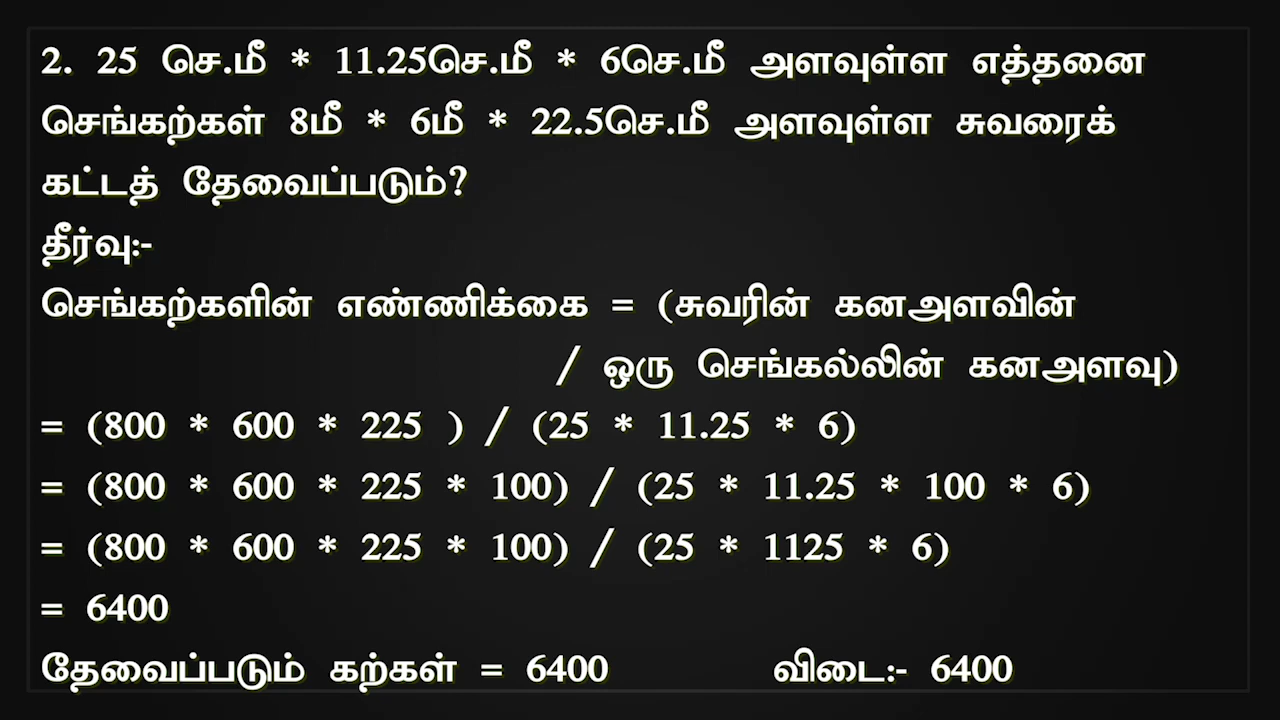 2. 25 செ.மீ * 11.25செ.மீ * 6செ.மீ அளவுள்ள எத்தனை
செங்கற்கள் 8மீ * 6மீ * 22.5செ.மீ அளவுள்ள சுவரைக்
கட்டத் தேவைப்படும்?
தீர்வு:-
செங்கற்களின் எண்ணிக்கை = (சுவரின் கனஅளவின்
/ ஒரு செங்கல்லின் கனஅளவு)
= (800 * 600 * 225 ) / (25 * 11.25 * 6)
= (800 * 600 * 225 * 100) / (25 * 11.25 * 100 * 6)
= (800 * 600 * 225 * 100) / (25 * 1125 * 6)
= 6400
தேவைப்படும் கற்கள் = 6400 விடை:- 6400